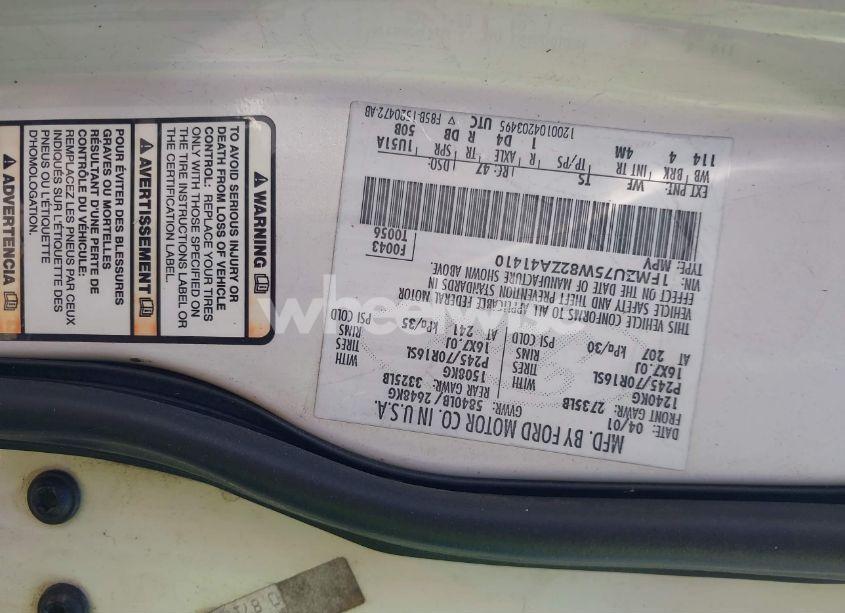 MFD. BY FORD MOTOR CO. IN U.S.A.
DATE: 04/01 GVWR: 5840LB/2648KG
FRONT GAWR: 2735LB REAR GAWR: 3325LB
1240KG WITH 1508KG WITH
P245/70R16SL TIRES P245/70R16SL TIRES
16X7.0J RIMS 16X7.0J RIMS
AT 207 kPa/30 PSI COLD AT 241 kPa/35 PSI COLD
THIS VEHICLE CONFORMS TO ALL APPLICABLE FEDERAL MOTOR
VEHICLE SAFETY AND THEFT PREVENTION STANDARDS IN
EFFECT ON THE DATE OF MANUFACTURE SHOWN ABOVE.
VIN: 1FMZU75W82ZA41410
TYPE: MPV
F0043
T0056
EXT PNT: RC: 47 DSO:
WB BRK INT TR TP/PS R AXLE TR SPR
114 4 4M 1 D4 R DB 50B 1U51A
UTC
1200104203495 F85B-1520472-AB
WARNING
TO AVOID SERIOUS INJURY OR
DEATH FROM LOSS OF VEHICLE
CONTROL: REPLACE YOUR TIRES
ONLY WITH THOSE SPECIFIED ON
THE TIRE INSTRUCTIONS LABEL OR
THE CERTIFICATION LABEL.
AVERTISSEMENT
POUR ÉVITER DES BLESSURES
GRAVES OU MORTELLES
RÉSULTANT D'UNE PERTE DE
CONTRÔLE DU VÉHICULE:
REMPLACEZ LES PNEUS PAR CEUX
INDIQUÉS SUR L'ÉTIQUETTE DES
PNEUS OU L'ÉTIQUETTE
D'HOMOLOGATION.
ADVERTENCIA
wheelwise